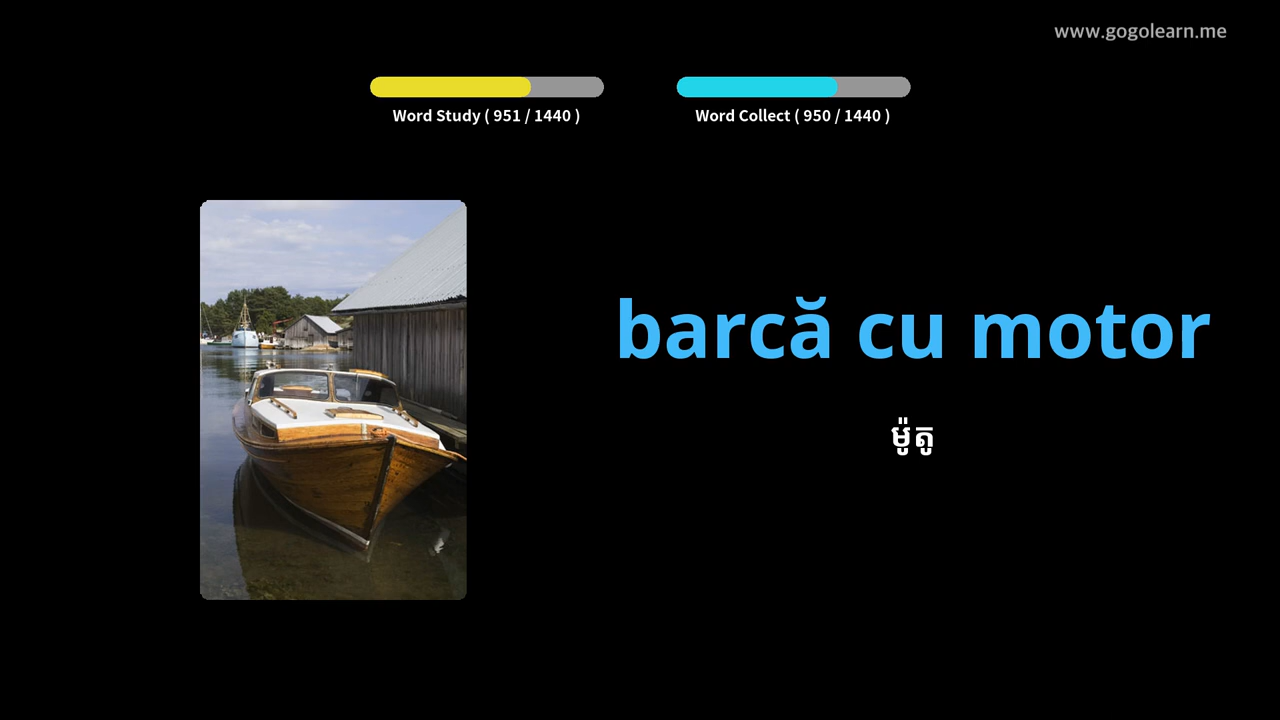 www.gogolearn.me
Word Study ( 951 / 1440 )
Word Collect ( 950 / 1440 )
barcă cu motor
ម៉ូតូ